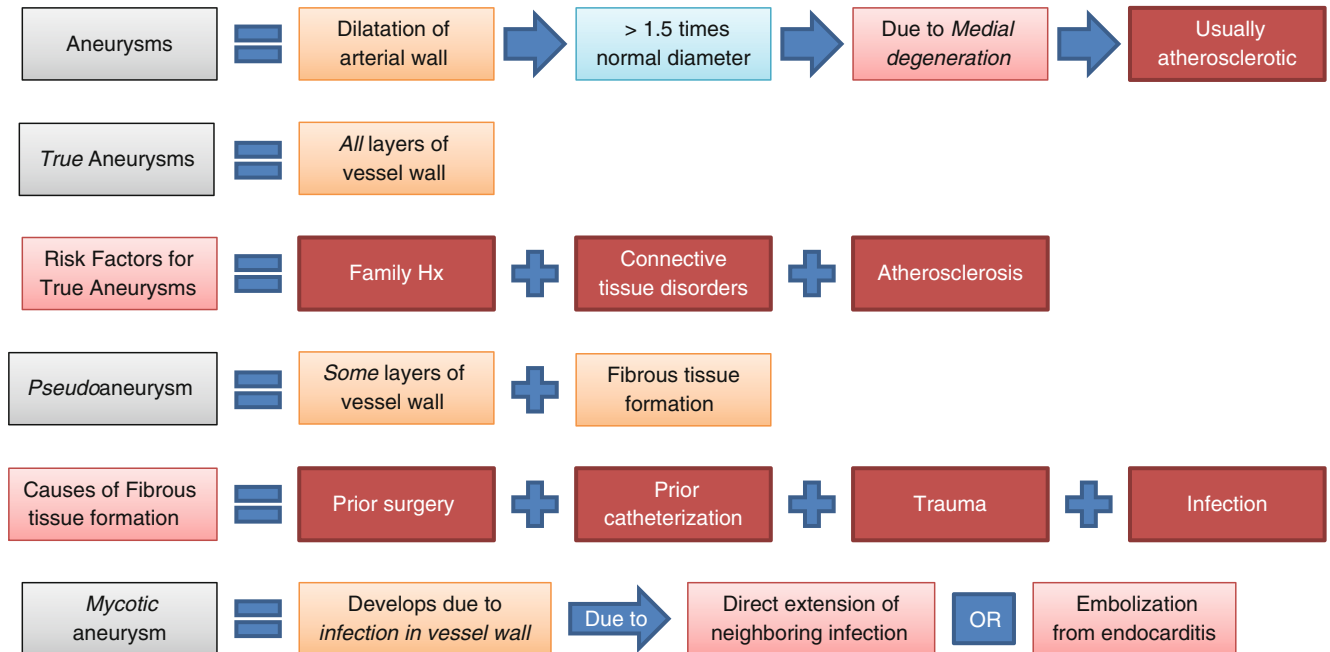 Aneurysms
Dilatation of
arterial wall
> 1.5 times
normal diameter
Due to Medial
degeneration
Usually
atherosclerotic
True Aneurysms
All layers of
vessel wall
Risk Factors for
True Aneurysms
Family Hx
Connective
tissue disorders
Atherosclerosis
Pseudoaneurysm
Some layers of
vessel wall
Fibrous tissue
formation
Causes of Fibrous
tissue formation
Prior surgery
Prior
catheterization
Trauma
Infection
Mycotic
aneurysm
Develops due to
infection in vessel wall
Due to
Direct extension of
neighboring infection
OR
Embolization
from endocarditis